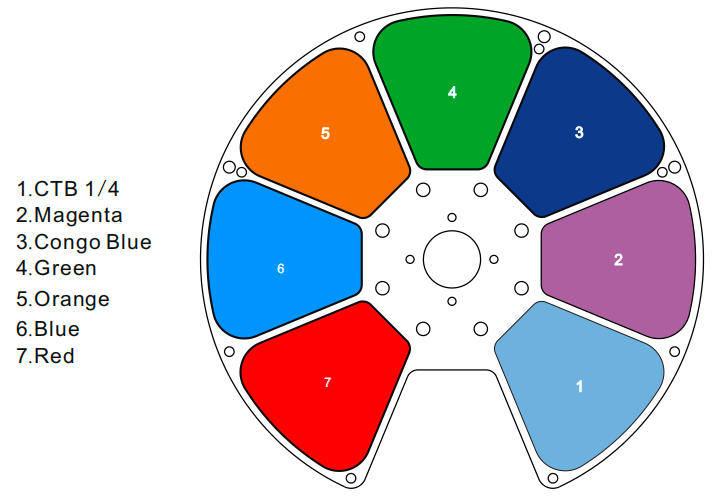 1.CTB 1/4
2.Magenta
3.Congo Blue
4.Green
5.Orange
6.Blue
7.Red
4
5
3
6
2
7
1